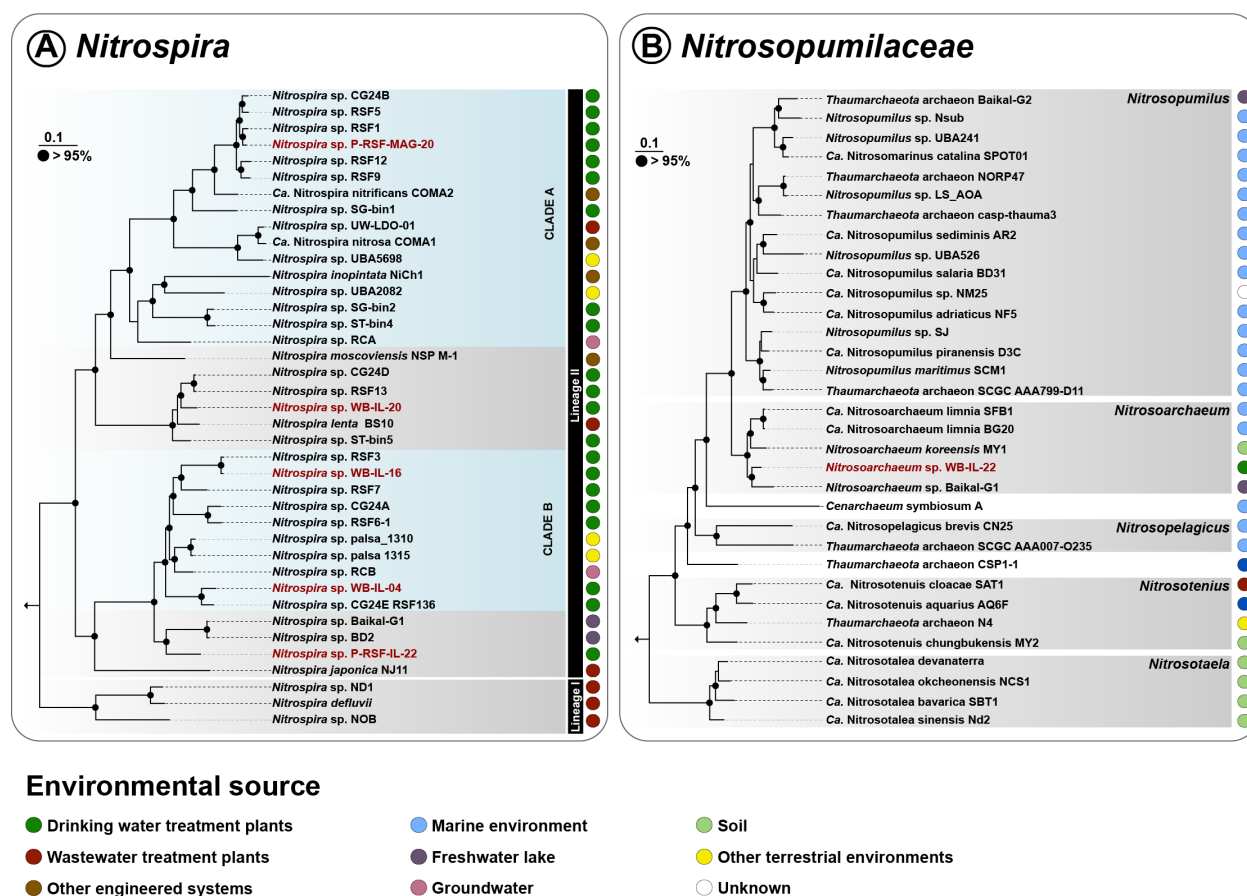 A Nitrospira
0.1
> 95%
Nitrospira sp. CG24B
Nitrospira sp. RSF5
Nitrospira sp. RSF1
Nitrospira sp. P-RSF-MAG-20
Nitrospira sp. RSF12
Nitrospira sp. RSF9
Ca. Nitrospira nitrificans COMA2
Nitrospira sp. SG-bin1
Nitrospira sp. UW-LDO-01
Ca. Nitrospira nitrosa COMA1
Nitrospira sp. UBA5698
Nitrospira inopintata NiCh1
Nitrospira sp. UBA2082
Nitrospira sp. SG-bin2
Nitrospira sp. ST-bin4
Nitrospira sp. RCA
Nitrospira moscoviensis NSP M-1
Nitrospira sp. CG24D
Nitrospira sp. RSF13
Nitrospira sp. WB-IL-20
Nitrospira lenta BS10
Nitrospira sp. ST-bin5
Nitrospira sp. RSF3
Nitrospira sp. WB-IL-16
Nitrospira sp. RSF7
Nitrospira sp. CG24A
Nitrospira sp. RSF6-1
Nitrospira sp. palsa_1310
Nitrospira sp. palsa 1315
Nitrospira sp. RCB
Nitrospira sp. WB-IL-04
Nitrospira sp. CG24E RSF136
Nitrospira sp. Baikal-G1
Nitrospira sp. BD2
Nitrospira sp. P-RSF-IL-22
Nitrospira japonica NJ11
Nitrospira sp. ND1
Nitrospira defluvii
Nitrospira sp. NOB
CLADE A
CLADE B
Lineage II
Lineage I
B Nitrosopumilaceae
0.1
> 95%
Thaumarchaeota archaeon Baikal-G2
Nitrosopumilus
Nitrosopumilus sp. Nsub
Nitrosopumilus sp. UBA241
Ca. Nitrosomarinus catalina SPOT01
Thaumarchaeota archaeon NORP47
Nitrosopumilus sp. LS_AOA
Thaumarchaeota archaeon casp-thauma3
Ca. Nitrosopumilus sediminis AR2
Nitrosopumilus sp. UBA526
Ca. Nitrosopumilus salaria BD31
Ca. Nitrosopumilus sp. NM25
Ca. Nitrosopumilus adriaticus NF5
Nitrosopumilus sp. SJ
Ca. Nitrosopumilus piranensis D3C
Nitrosopumilus maritimus SCM1
Thaumarchaeota archaeon SCGC AAA799-D11
Ca. Nitrosoarchaeum limnia SFB1
Nitrosoarchaeum
Ca. Nitrosoarchaeum limnia BG20
Nitrosoarchaeum koreensis MY1
Nitrosoarchaeum sp. WB-IL-22
Nitrosoarchaeum sp. Baikal-G1
Cenarchaeum symbiosum A
Ca. Nitrosopelagicus brevis CN25
Nitrosopelagicus
Thaumarchaeota archaeon SCGC AAA007-O235
Thaumarchaeota archaeon CSP1-1
Ca. Nitrosotenuis cloacae SAT1
Nitrosotenius
Ca. Nitrosotenuis aquarius AQ6F
Thaumarchaeota archaeon N4
Ca. Nitrosotenuis chungbukensis MY2
Ca. Nitrosotalea devanaterra
Nitrosotaela
Ca. Nitrosotalea okcheonensis NCS1
Ca. Nitrosotalea bavarica SBT1
Ca. Nitrosotalea sinensis Nd2
Environmental source
Drinking water treatment plants
Marine environment
Soil
Wastewater treatment plants
Freshwater lake
Other terrestrial environments
Other engineered systems
Groundwater
Unknown